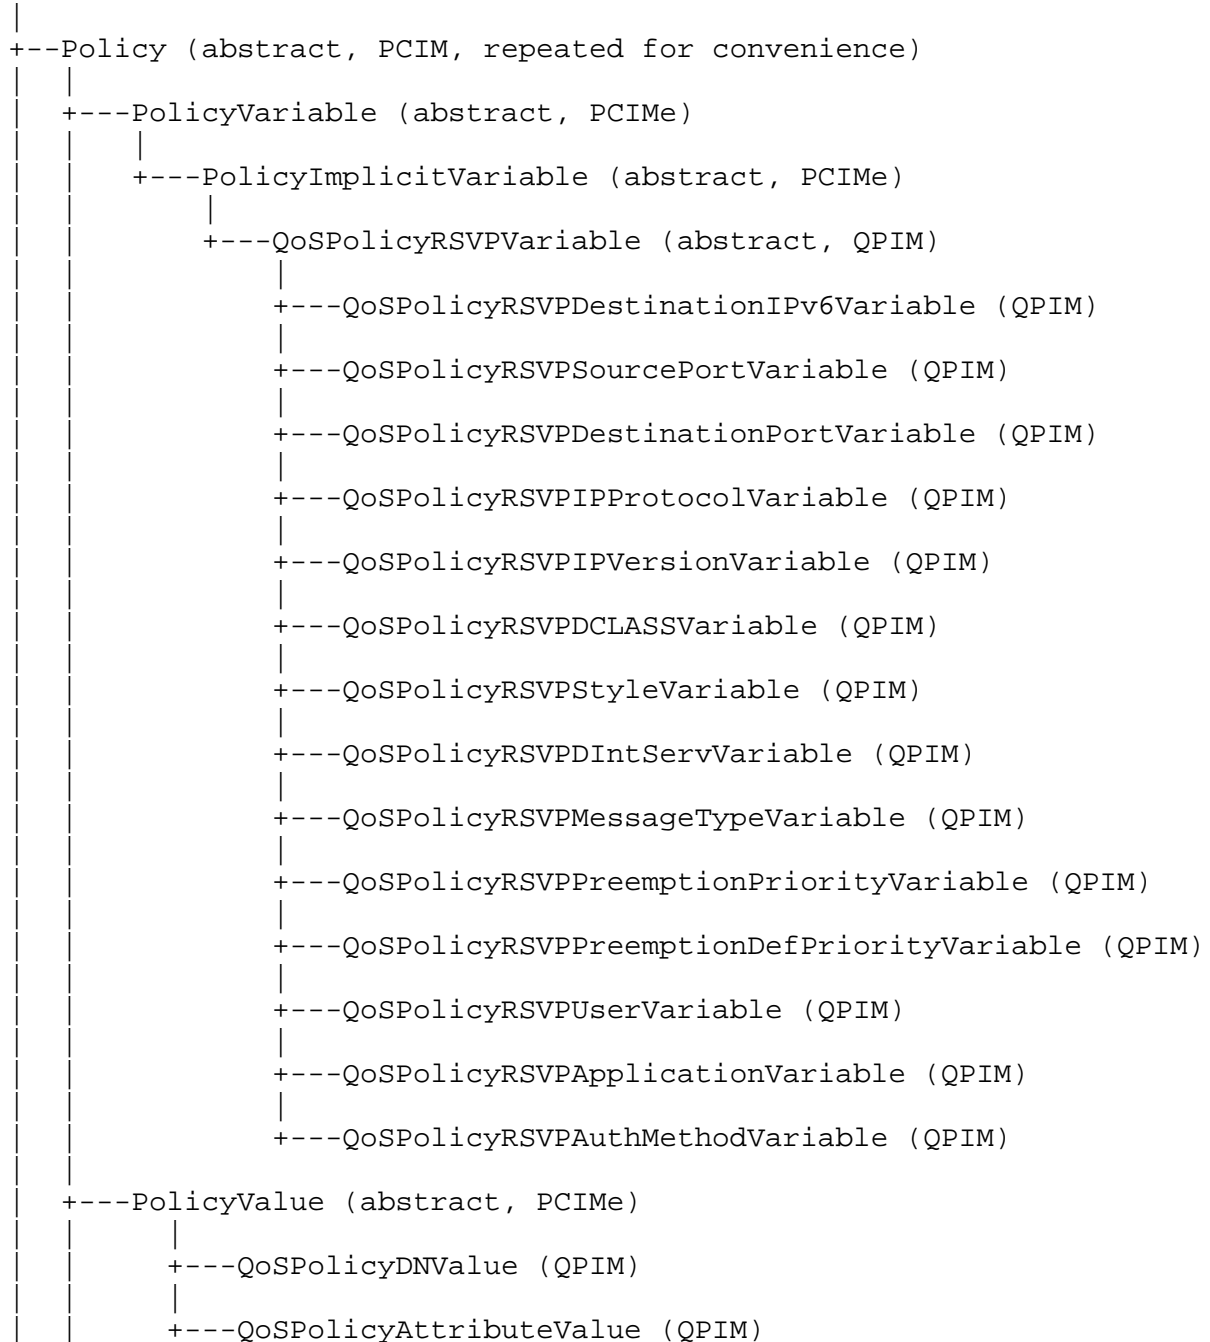 |
+--Policy (abstract, PCIM, repeated for convenience)
|  |
|  +---PolicyVariable (abstract, PCIMe)
|  |  |
|  |  +---PolicyImplicitVariable (abstract, PCIMe)
|  |     |
|  |     +---QoSPolicyRSVPVariable (abstract, QPIM)
|  |        |
|  |        +---QoSPolicyRSVPDestinationIPv6Variable (QPIM)
|  |        |
|  |        +---QoSPolicyRSVPSourcePortVariable (QPIM)
|  |        |
|  |        +---QoSPolicyRSVPDestinationPortVariable (QPIM)
|  |        |
|  |        +---QoSPolicyRSVPIPProtocolVariable (QPIM)
|  |        |
|  |        +---QoSPolicyRSVPIPVersionVariable (QPIM)
|  |        |
|  |        +---QoSPolicyRSVPDCLASSVariable (QPIM)
|  |        |
|  |        +---QoSPolicyRSVPStyleVariable (QPIM)
|  |        |
|  |        +---QoSPolicyRSVPDIntServVariable (QPIM)
|  |        |
|  |        +---QoSPolicyRSVPMessageTypeVariable (QPIM)
|  |        |
|  |        +---QoSPolicyRSVPPreemptionPriorityVariable (QPIM)
|  |        |
|  |        +---QoSPolicyRSVPPreemptionDefPriorityVariable (QPIM)
|  |        |
|  |        +---QoSPolicyRSVPUserVariable (QPIM)
|  |        |
|  |        +---QoSPolicyRSVPApplicationVariable (QPIM)
|  |        |
|  |        +---QoSPolicyRSVPAuthMethodVariable (QPIM)
|  |
|  +---PolicyValue (abstract, PCIMe)
|  |   |
|  |   +---QoSPolicyDNValue (QPIM)
|  |   |
|  |   +---QoSPolicyAttributeValue (QPIM)